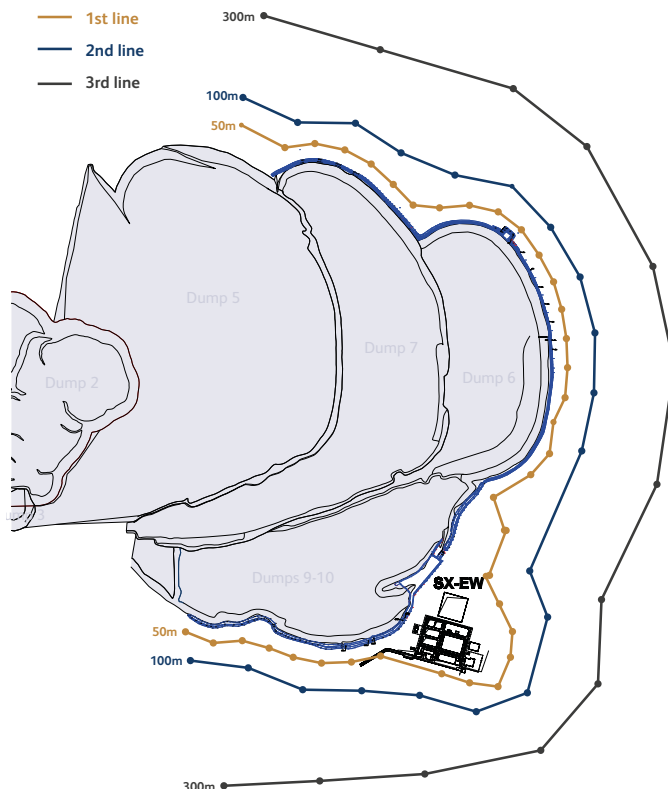 1st line
2nd line
3rd line
300m
100m
50m
Dump 5
Dump 7
Dump 2
Dump 6
Dumps 9-10
SX-EW
50m
100m
300m